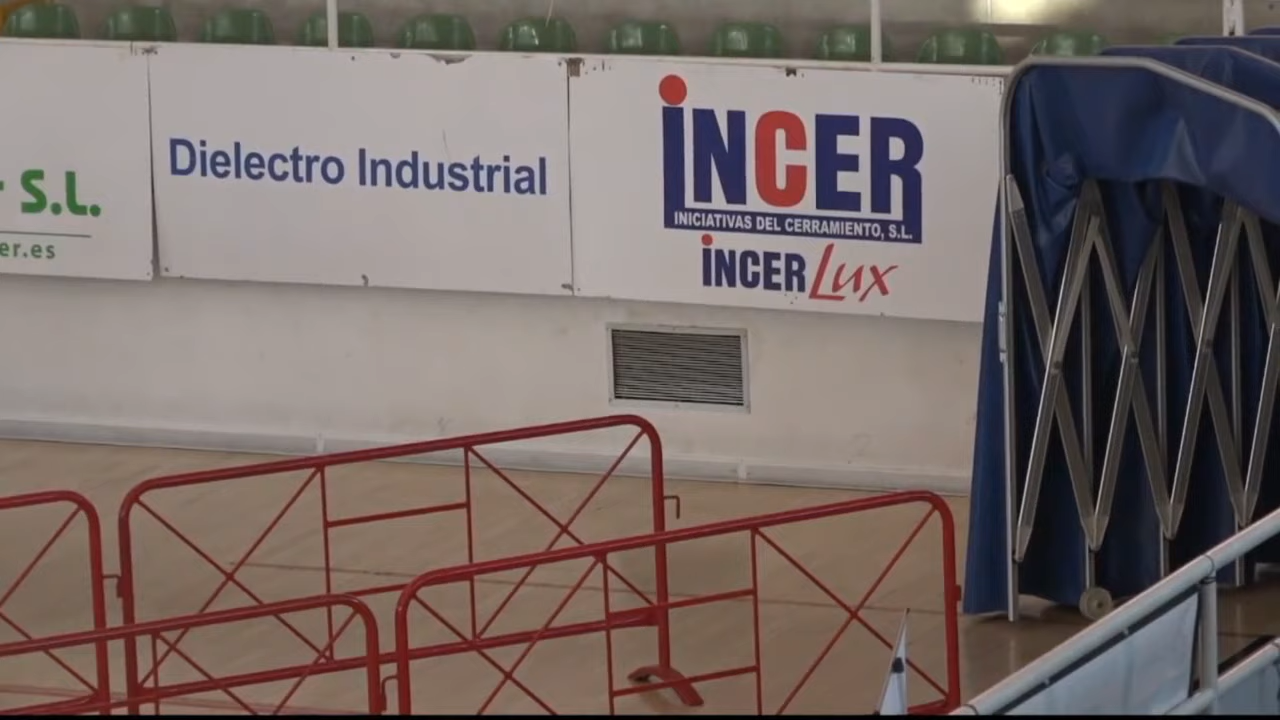 S.L.
er.es
Dielectro Industrial
INCER
INICIATIVAS DEL CERRAMIENTO, S.L.
INCER Lux